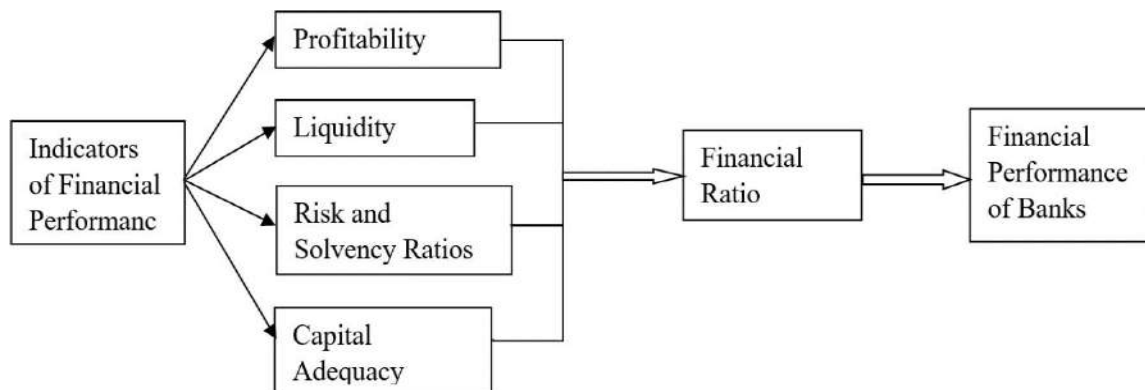 Indicators
of Financial
Performanc
Profitability
Liquidity
Risk and
Solvency Ratios
Capital
Adequacy
Financial
Ratio
Financial
Performance
of Banks